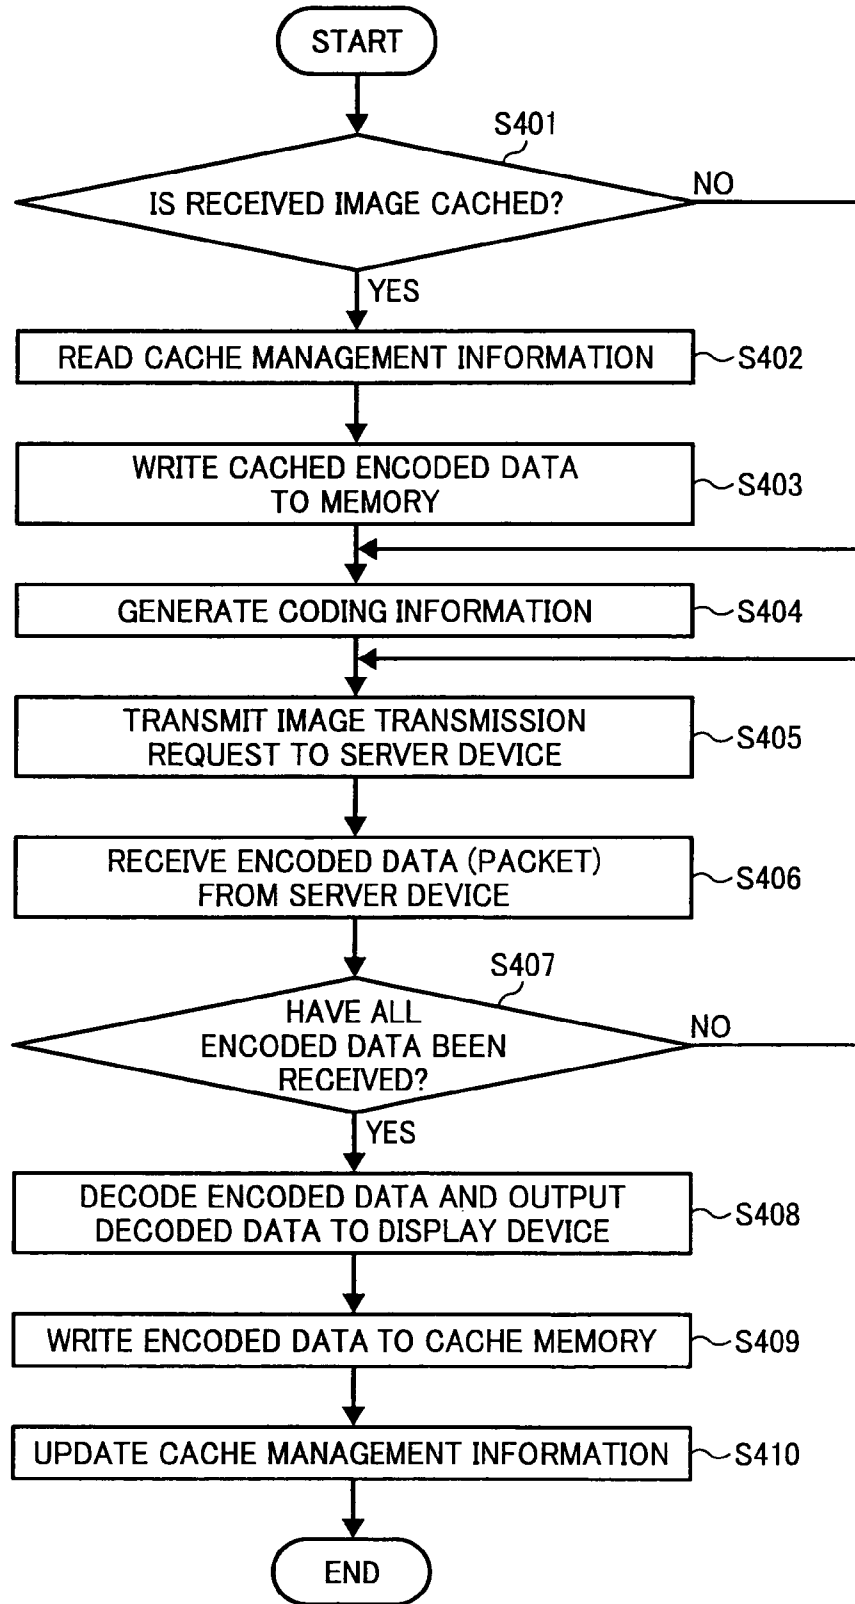 START
S401
IS RECEIVED IMAGE CACHED?
NO
YES
READ CACHE MANAGEMENT INFORMATION
S402
WRITE CACHED ENCODED DATA
TO MEMORY
S403
GENERATE CODING INFORMATION
S404
TRANSMIT IMAGE TRANSMISSION
REQUEST TO SERVER DEVICE
S405
RECEIVE ENCODED DATA (PACKET)
FROM SERVER DEVICE
S406
S407
HAVE ALL
ENCODED DATA BEEN
RECEIVED?
NO
YES
DECODE ENCODED DATA AND OUTPUT
DECODED DATA TO DISPLAY DEVICE
S408
WRITE ENCODED DATA TO CACHE MEMORY
S409
UPDATE CACHE MANAGEMENT INFORMATION
S410
END